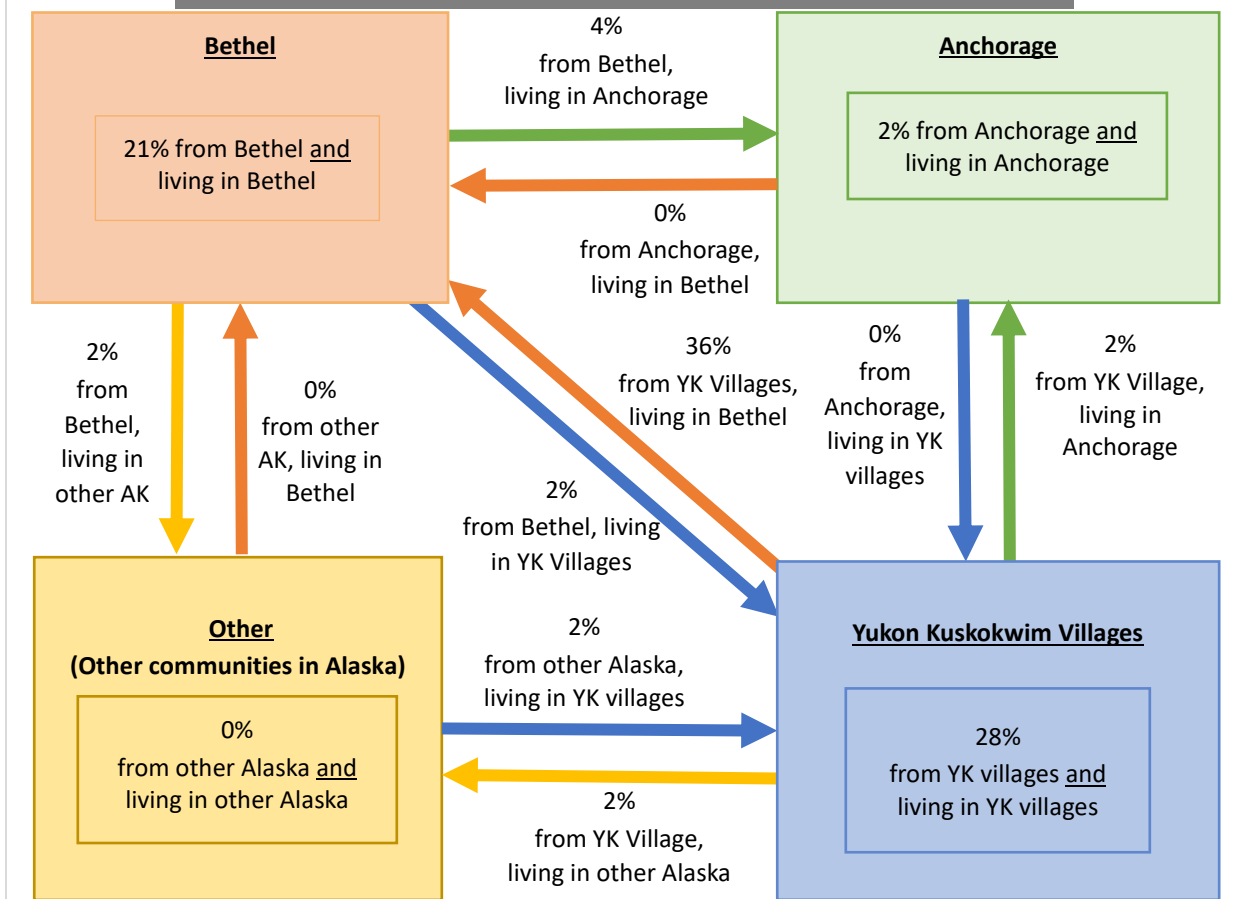 Bethel
21% from Bethel and
living in Bethel
4%
from Bethel,
living in Anchorage
0%
from Anchorage,
living in Bethel
Anchorage
2% from Anchorage and
living in Anchorage
2%
from
Bethel,
living in
other AK
0%
from other
AK, living in
Bethel
36%
from YK Villages,
living in Bethel
2%
from Bethel, living
in YK Villages
0%
from
Anchorage,
living in YK
villages
2%
from YK Village,
living in
Anchorage
Other
(Other communities in Alaska)
0%
from other Alaska and
living in other Alaska
2%
from other Alaska,
living in YK villages
2%
from YK Village,
living in other Alaska
Yukon Kuskokwim Villages
28%
from YK villages and
living in YK villages